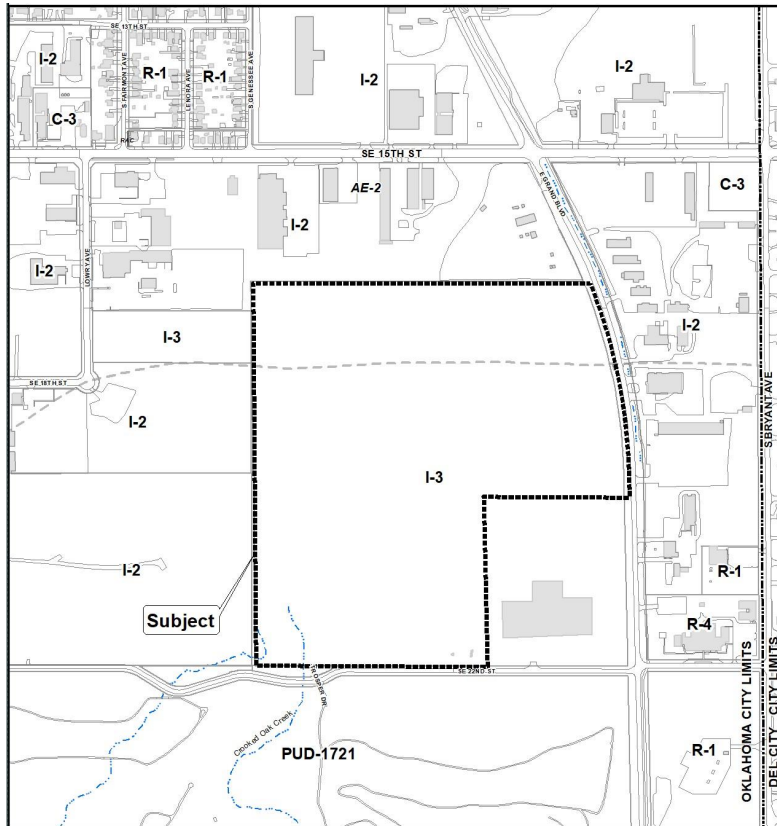 SE 13TH ST
I-2
S FAIRMONT AVE
R-1
LENORA AVE
R-1
S GENESSEE AVE
I-2
I-2
C-3
RAC
SE 15TH ST
AE-2
E GRAND BLVD
C-3
I-2
I-2
LOWRY AVE
I-3
I-2
SE 18TH ST
I-2
I-3
S BRYANT AVE
I-2
R-1
Subject
R-4
SE 22ND ST
TROSPER DR
Crooked Oak Creek
PUD-1721
R-1
OKLAHOMA CITY LIMITS
DEL CITY CITY LIMITS